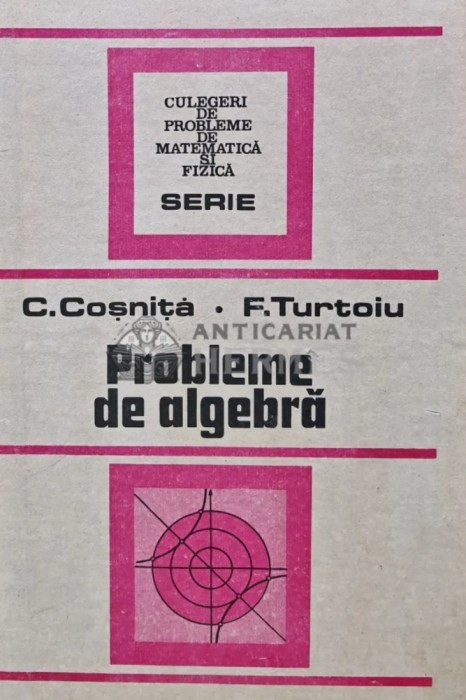 CULEGERI
DE
PROBLEME
DE
MATEMATICĂ
ȘI
FIZICĂ
SERIE
C.Coșniță • F.Turtoiu
ANTICARIAT
Probleme
de algebră